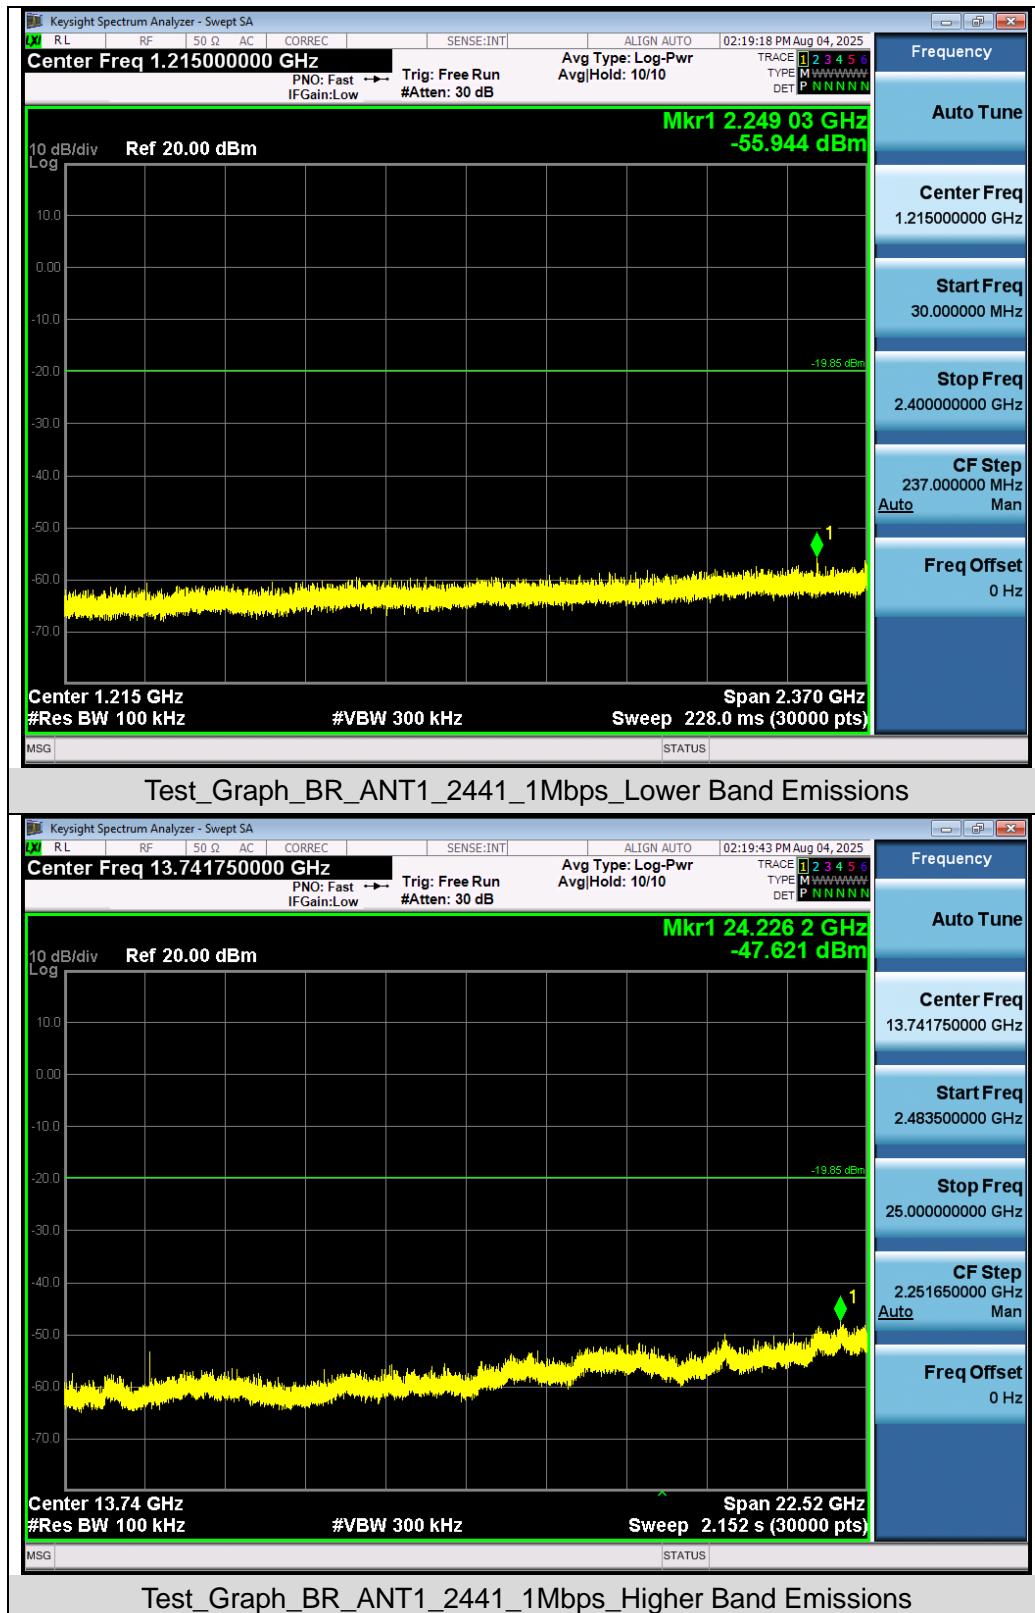 Keysight Spectrum Analyzer - Swept SA
LXI RL RF 50 Ω AC CORREC SENSE:INT ALIGN AUTO 02:19:18 PM Aug 04, 2025
Center Freq 1.215000000 GHz
PNO: Fast
IFGain:Low
Trig: Free Run
#Atten: 30 dB
Avg Type: Log-Pwr
Avg|Hold: 10/10
TRACE 1 2 3 4 5 6
TYPE M WWWWW
DET P N N N N N
Frequency
Auto Tune
Center Freq
1.215000000 GHz
Start Freq
30.000000 MHz
Stop Freq
2.400000000 GHz
CF Step
237.000000 MHz
Auto Man
Freq Offset
0 Hz
Mkr1 2.249 03 GHz
-55.944 dBm
10 dB/div Ref 20.00 dBm
Log
10.0
0.00
-10.0
-19.85 dBm
-20.0
-30.0
-40.0
-50.0
1
-60.0
-70.0
Center 1.215 GHz Span 2.370 GHz
#Res BW 100 kHz #VBW 300 kHz Sweep 228.0 ms (30000 pts)
MSG STATUS
Test_Graph_BR_ANT1_2441_1Mbps_Lower Band Emissions
Keysight Spectrum Analyzer - Swept SA
LXI RL RF 50 Ω AC CORREC SENSE:INT ALIGN AUTO 02:19:43 PM Aug 04, 2025
Center Freq 13.741750000 GHz
PNO: Fast
IFGain:Low
Trig: Free Run
#Atten: 30 dB
Avg Type: Log-Pwr
Avg|Hold: 10/10
TRACE 1 2 3 4 5 6
TYPE M WWWWW
DET P N N N N N
Frequency
Auto Tune
Center Freq
13.741750000 GHz
Start Freq
2.483500000 GHz
Stop Freq
25.000000000 GHz
CF Step
2.251650000 GHz
Auto Man
Freq Offset
0 Hz
Mkr1 24.226 2 GHz
-47.621 dBm
10 dB/div Ref 20.00 dBm
Log
10.0
0.00
-10.0
-19.85 dBm
-20.0
-30.0
-40.0
1
-50.0
-60.0
-70.0
Center 13.74 GHz Span 22.52 GHz
#Res BW 100 kHz #VBW 300 kHz Sweep 2.152 s (30000 pts)
MSG STATUS
Test_Graph_BR_ANT1_2441_1Mbps_Higher Band Emissions